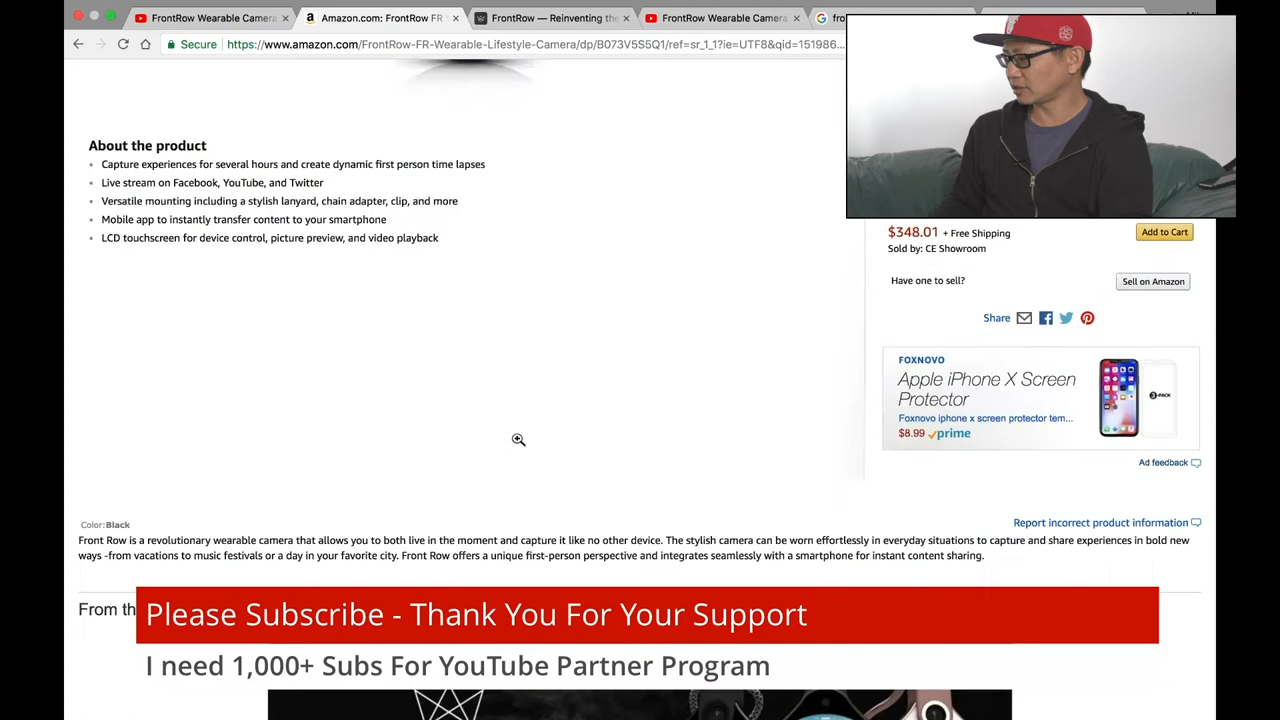 FrontRow Wearable Camera
Amazon.com: FrontRow FR
FrontRow — Reinventing the
FrontRow Wearable Camera
Secure
https://www.amazon.com/FrontRow-FR-Wearable-Lifestyle-Camera/dp/B073V5S5Q1/ref=sr_1_1?ie=UTF8&qid=151986...
About the product
Capture experiences for several hours and create dynamic first person time lapses
Live stream on Facebook, YouTube, and Twitter
Versatile mounting including a stylish lanyard, chain adapter, clip, and more
Mobile app to instantly transfer content to your smartphone
LCD touchscreen for device control, picture preview, and video playback
$348.01 + Free Shipping
Add to Cart
Sold by: CE Showroom
Have one to sell?
Sell on Amazon
Share
FOXNOVO
Apple iPhone X Screen
Protector
Foxnovo iphone x screen protector tem...
$8.99 prime
3-PACK
Ad feedback
Color: Black
Report incorrect product information
Front Row is a revolutionary wearable camera that allows you to both live in the moment and capture it like no other device. The stylish camera can be worn effortlessly in everyday situations to capture and share experiences in bold new
ways -from vacations to music festivals or a day in your favorite city. Front Row offers a unique first-person perspective and integrates seamlessly with a smartphone for instant content sharing.
From th
Please Subscribe - Thank You For Your Support
I need 1,000+ Subs For YouTube Partner Program